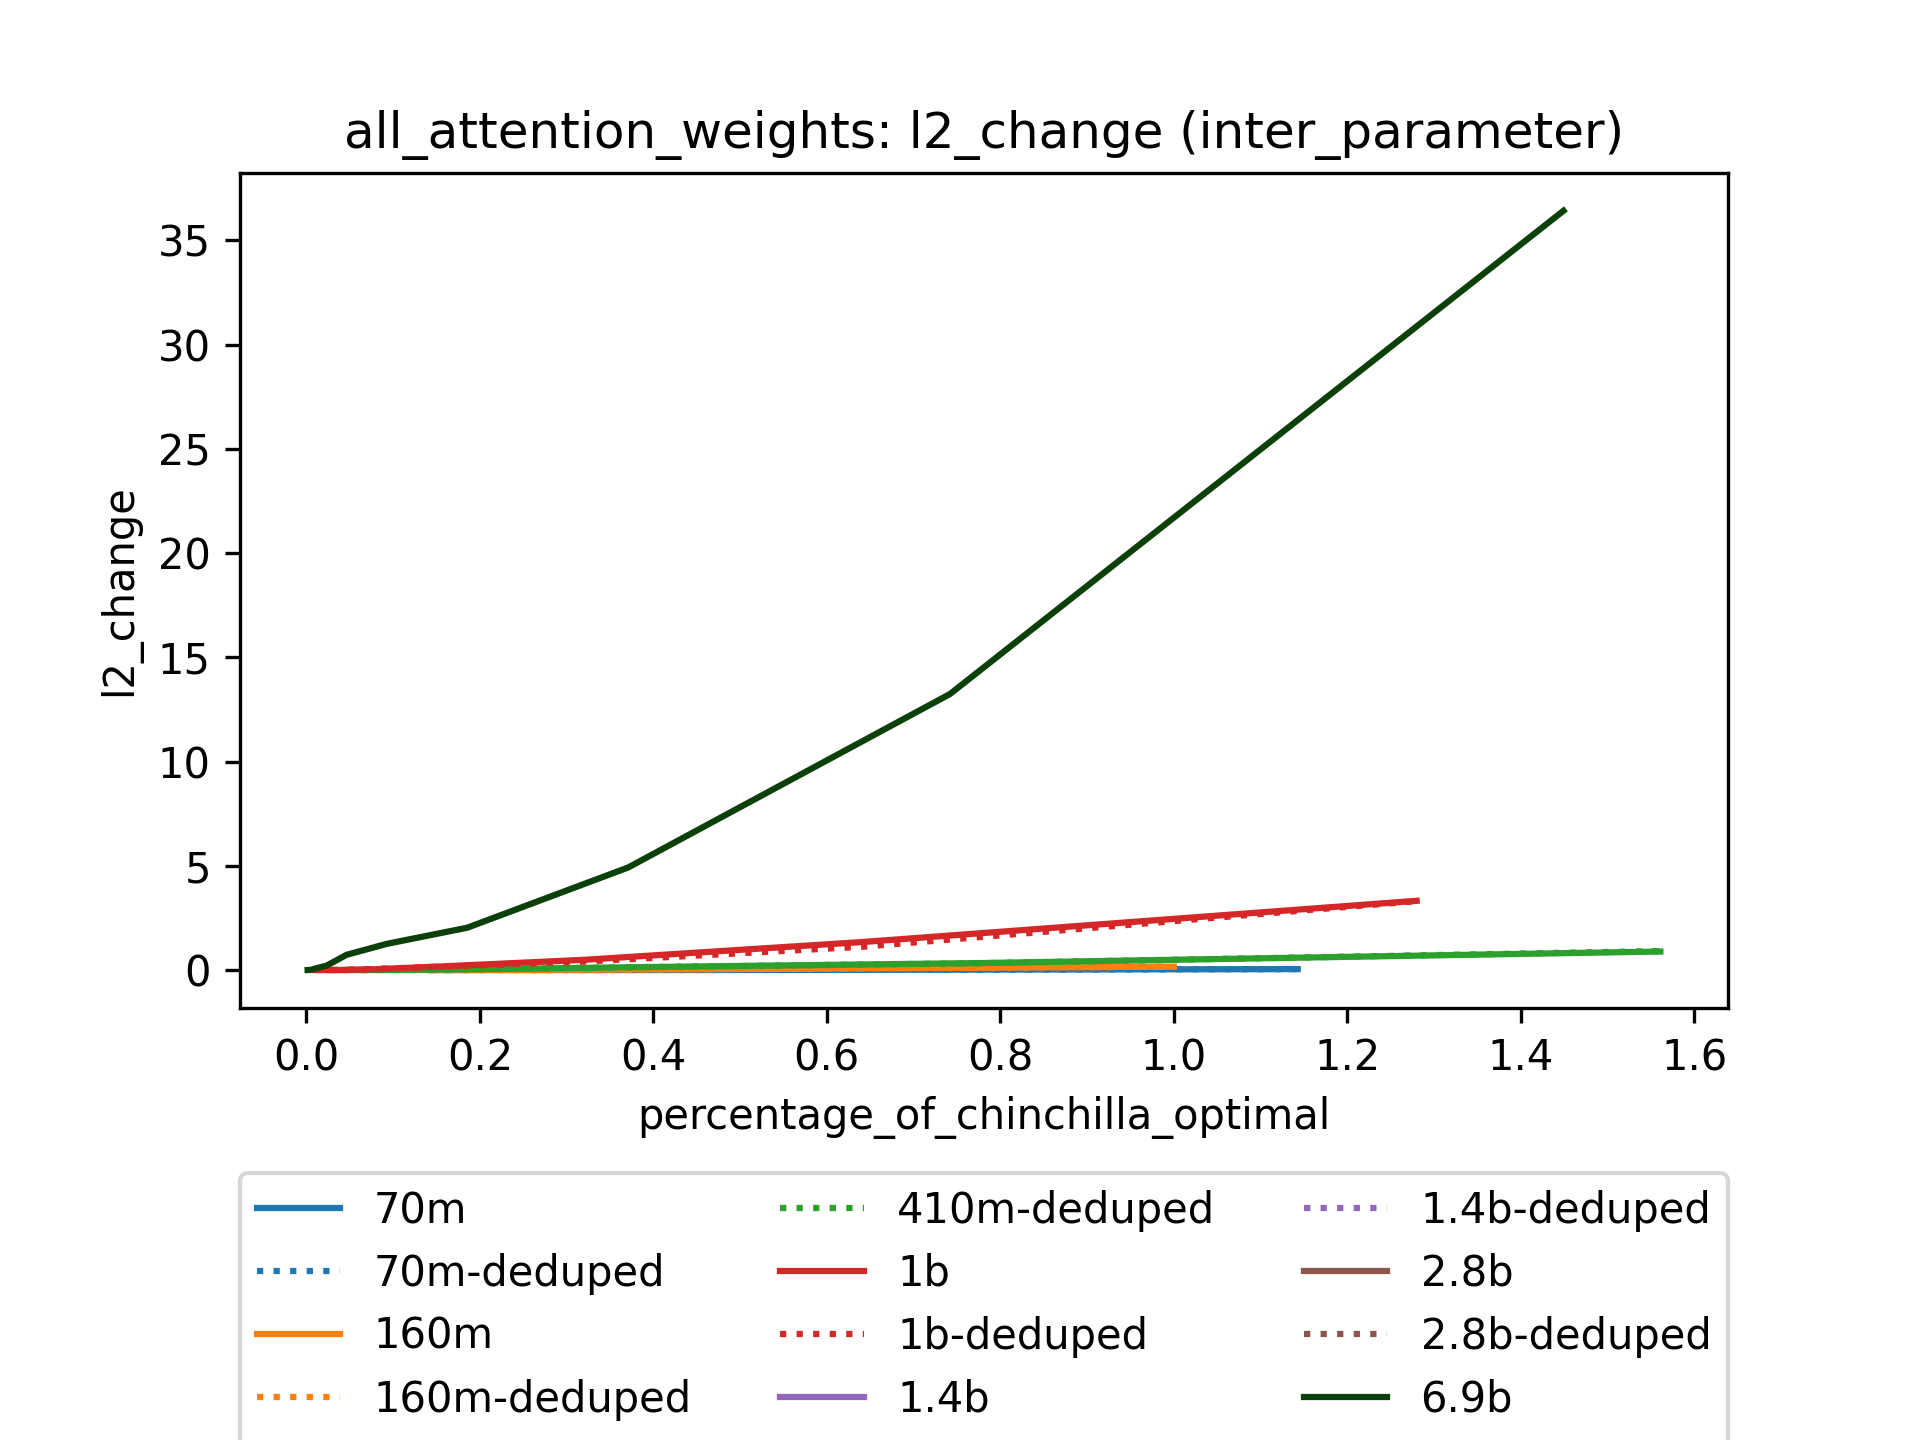 all_attention_weights: l2_change (inter_parameter)
35
30
25
20
15
10
5
0
l2_change
0.0 0.2 0.4 0.6 0.8 1.0 1.2 1.4 1.6
percentage_of_chinchilla_optimal
70m 410m-deduped 1.4b-deduped
70m-deduped 1b 2.8b
160m 1b-deduped 2.8b-deduped
160m-deduped 1.4b 6.9b